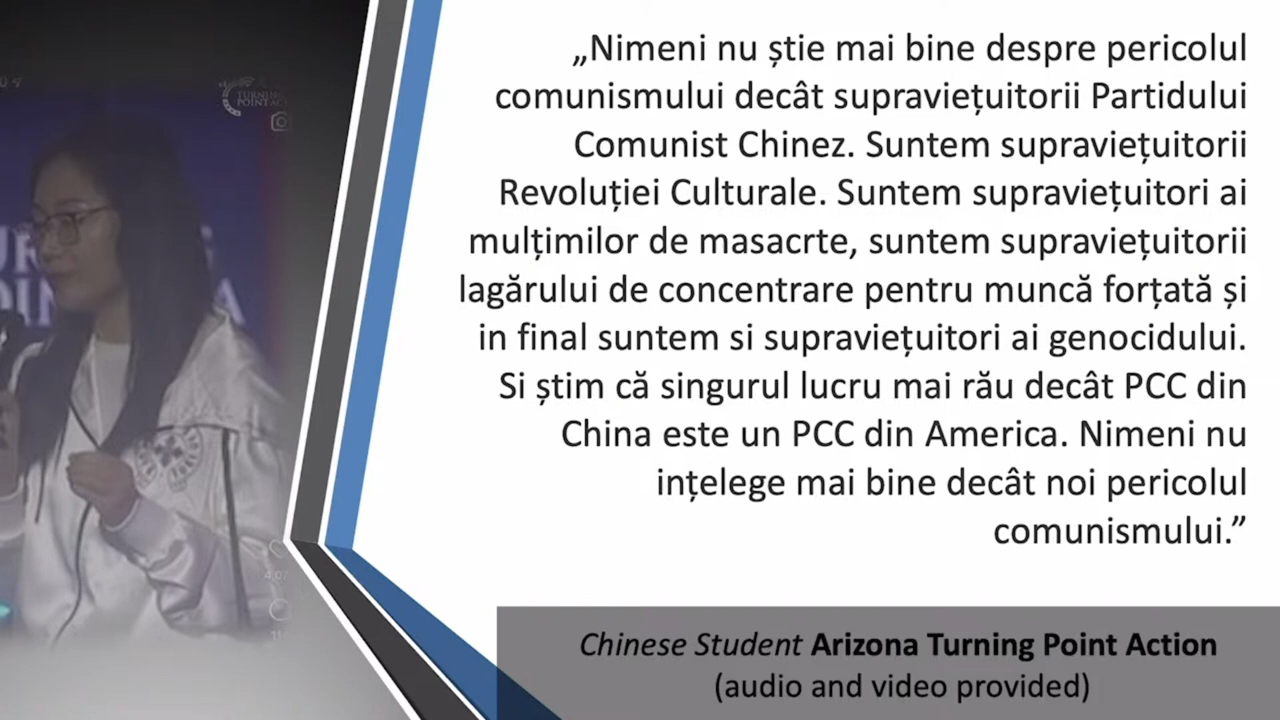 „Nimeni nu știe mai bine despre pericolul
comunismului decât supraviețuitorii Partidului
Comunist Chinez. Suntem supraviețuitorii
Revoluției Culturale. Suntem supraviețuitori ai
mulțimilor de masacrte, suntem supraviețuitorii
lagărului de concentrare pentru muncă forțată și
in final suntem si supraviețuitori ai genocidului.
Si știm că singurul lucru mai rău decât PCC din
China este un PCC din America. Nimeni nu
ințelege mai bine decât noi pericolul
comunismului.”
Chinese Student Arizona Turning Point Action
(audio and video provided)